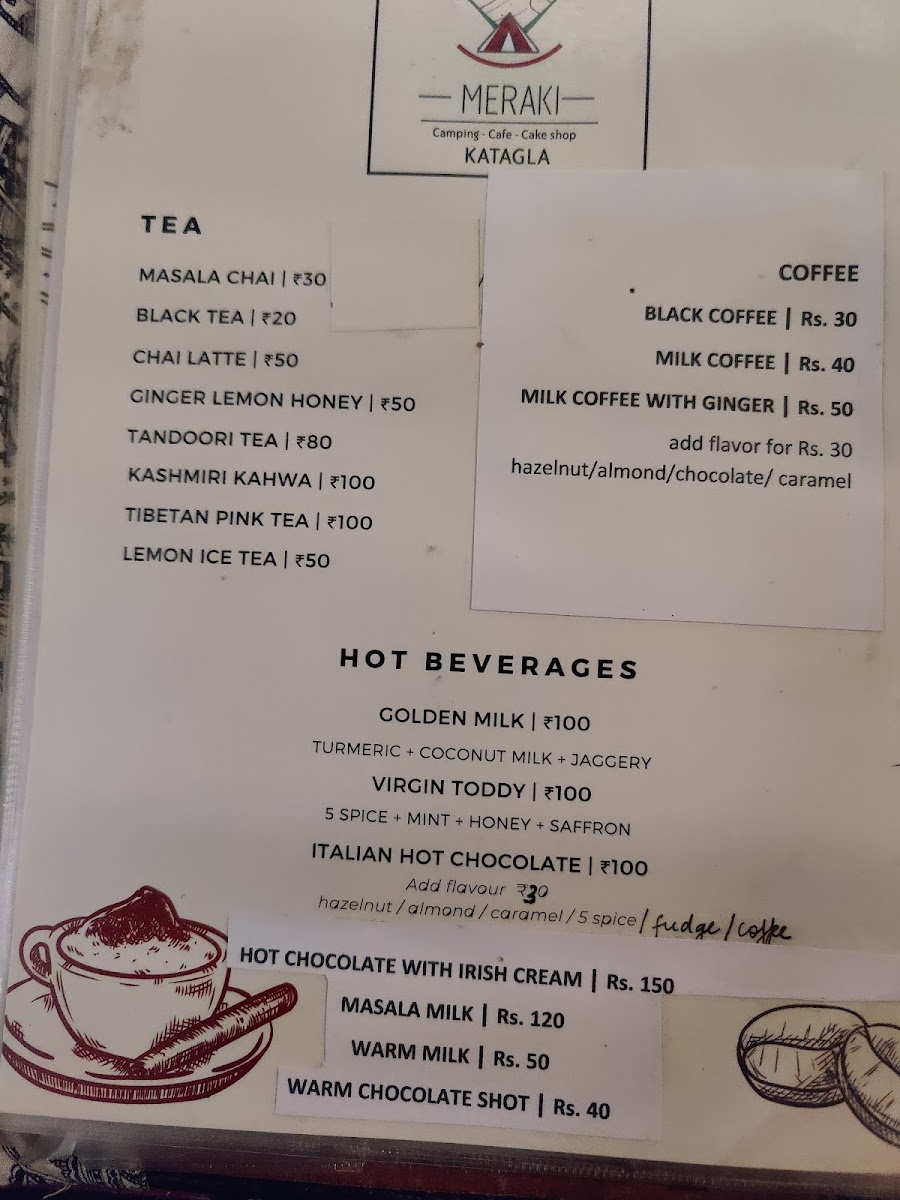 MERAKI
Camping - Cafe - Cake shop
KATAGLA
TEA
MASALA CHAI | ₹30
BLACK TEA | ₹20
CHAI LATTE | ₹50
GINGER LEMON HONEY | ₹50
TANDOORI TEA | ₹80
KASHMIRI KAHWA | ₹100
TIBETAN PINK TEA | ₹100
LEMON ICE TEA | ₹50
COFFEE
BLACK COFFEE | Rs. 30
MILK COFFEE | Rs. 40
MILK COFFEE WITH GINGER | Rs. 50
add flavor for Rs. 30
hazelnut/almond/chocolate/ caramel
HOT BEVERAGES
GOLDEN MILK | ₹100
TURMERIC + COCONUT MILK + JAGGERY
VIRGIN TODDY | ₹100
5 SPICE + MINT + HONEY + SAFFRON
ITALIAN HOT CHOCOLATE | ₹100
Add flavour ₹30
hazelnut / almond / caramel / 5 spice / fudge / coffee
HOT CHOCOLATE WITH IRISH CREAM | Rs. 150
MASALA MILK | Rs. 120
WARM MILK | Rs. 50
WARM CHOCOLATE SHOT | Rs. 40